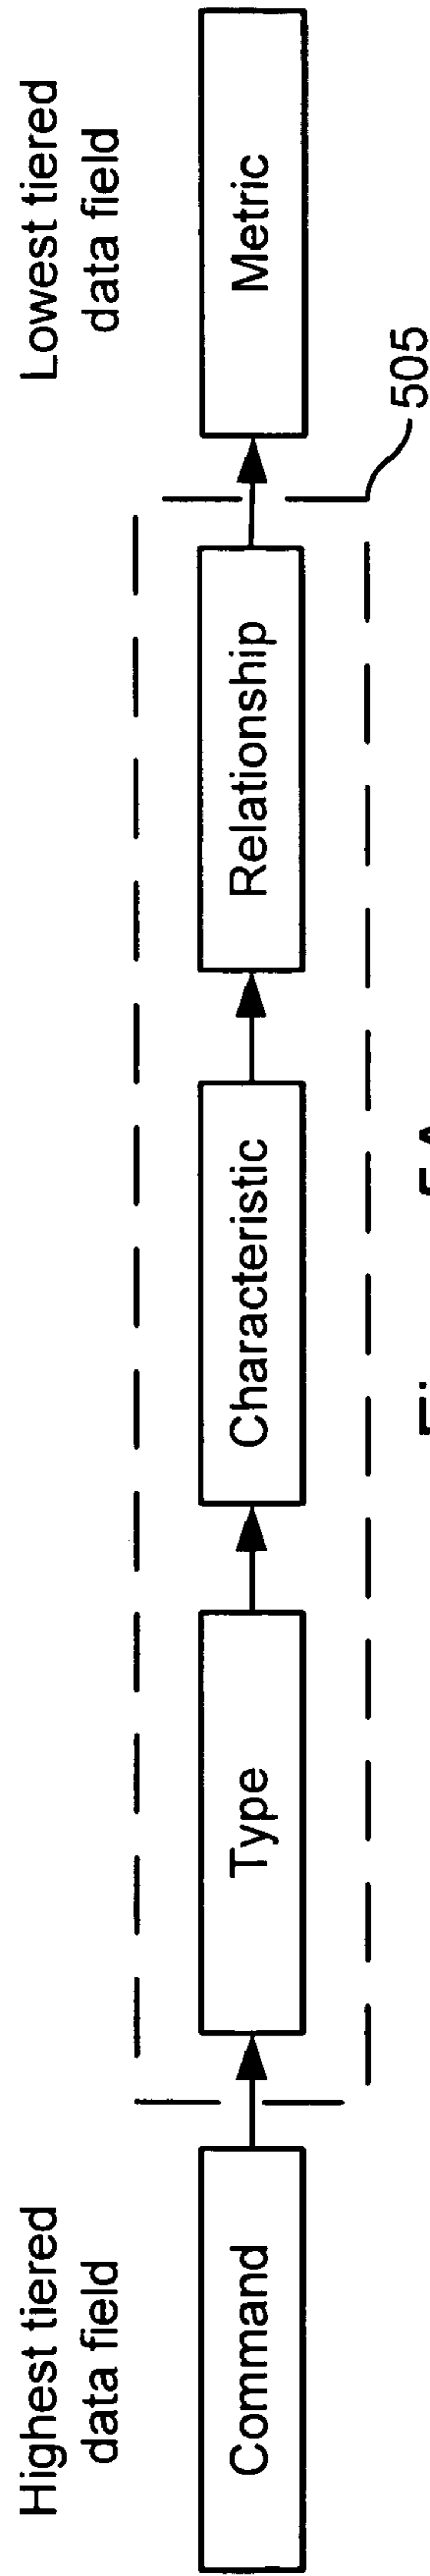 Highest tiered
data field
Lowest tiered
data field
Command
Type
Characteristic
Relationship
Metric
505